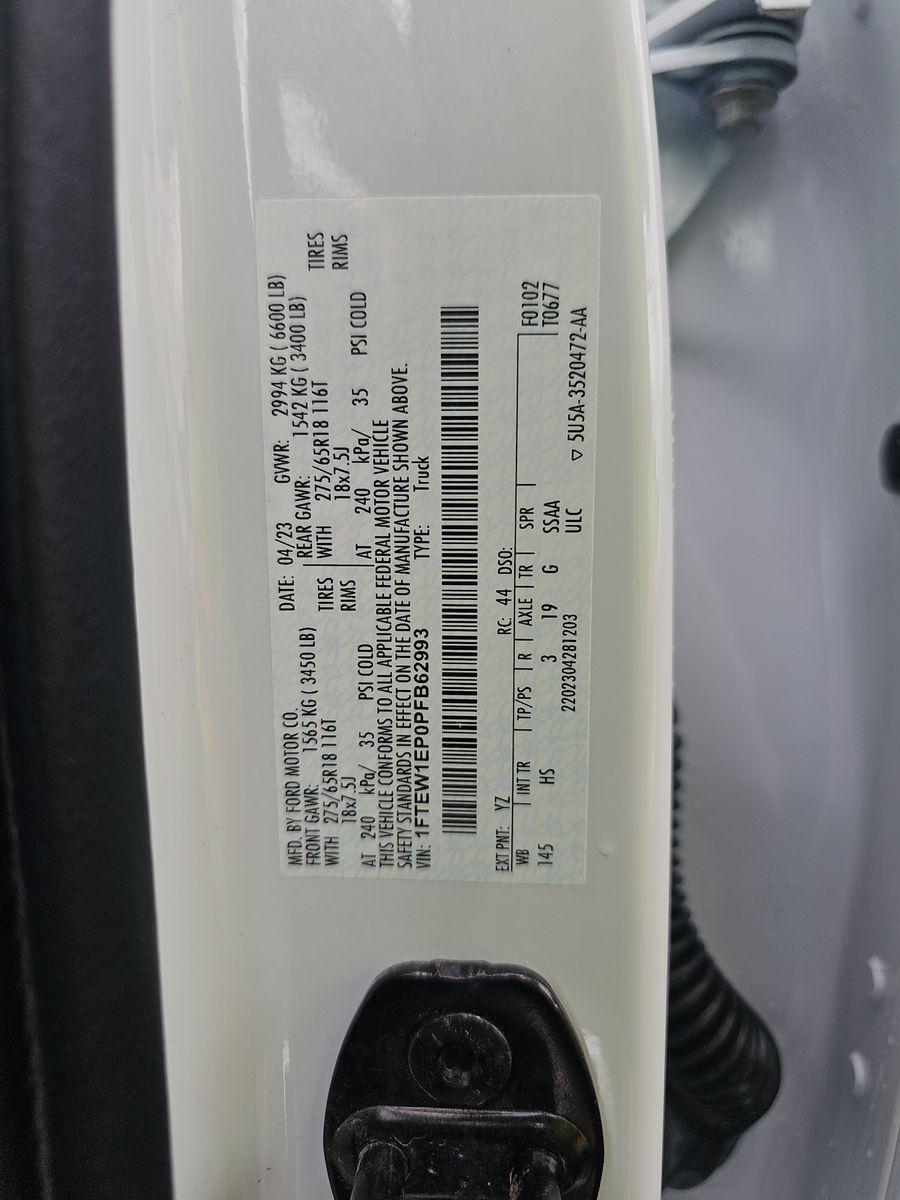 MFD. BY FORD MOTOR CO. DATE: 04/23 GVWR: 2994 KG ( 6600 LB)
FRONT GAWR: 1565 KG ( 3450 LB) REAR GAWR: 1542 KG ( 3400 LB)
WITH 275/65R18 116T TIRES WITH 275/65R18 116T TIRES
18x7.5J RIMS 18x7.5J RIMS
AT 240 kPa/ 35 PSI COLD AT 240 kPa/ 35 PSI COLD
THIS VEHICLE CONFORMS TO ALL APPLICABLE FEDERAL MOTOR VEHICLE
SAFETY STANDARDS IN EFFECT ON THE DATE OF MANUFACTURE SHOWN ABOVE.
VIN: 1FTEW1EP0PFB62993 TYPE: Truck
EXT PNT: YZ RC: 44 DSO:
WB INT TR TP/PS R AXLE TR SPR F0102
145 HS 3 19 G SSAA T0677
2202304281203 ULC ▽ 5U5A-3520472-AA